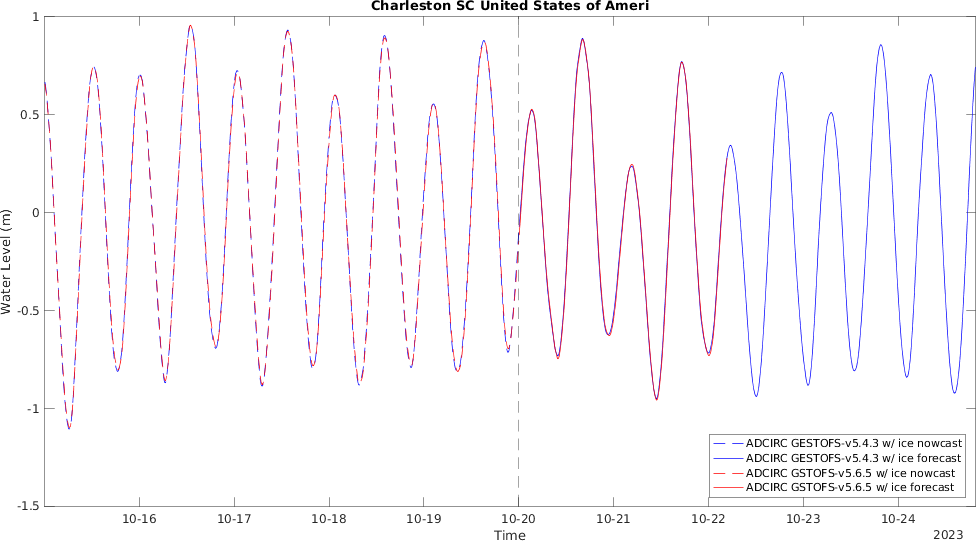 Charleston SC United States of Ameri
1
0.5
0
-0.5
-1
-1.5
Water Level (m)
ADCIRC GESTOFS-v5.4.3 w/ ice nowcast
ADCIRC GESTOFS-v5.4.3 w/ ice forecast
ADCIRC GSTOFS-v5.6.5 w/ ice nowcast
ADCIRC GSTOFS-v5.6.5 w/ ice forecast
10-16 10-17 10-18 10-19 10-20 10-21 10-22 10-23 10-24
Time
2023